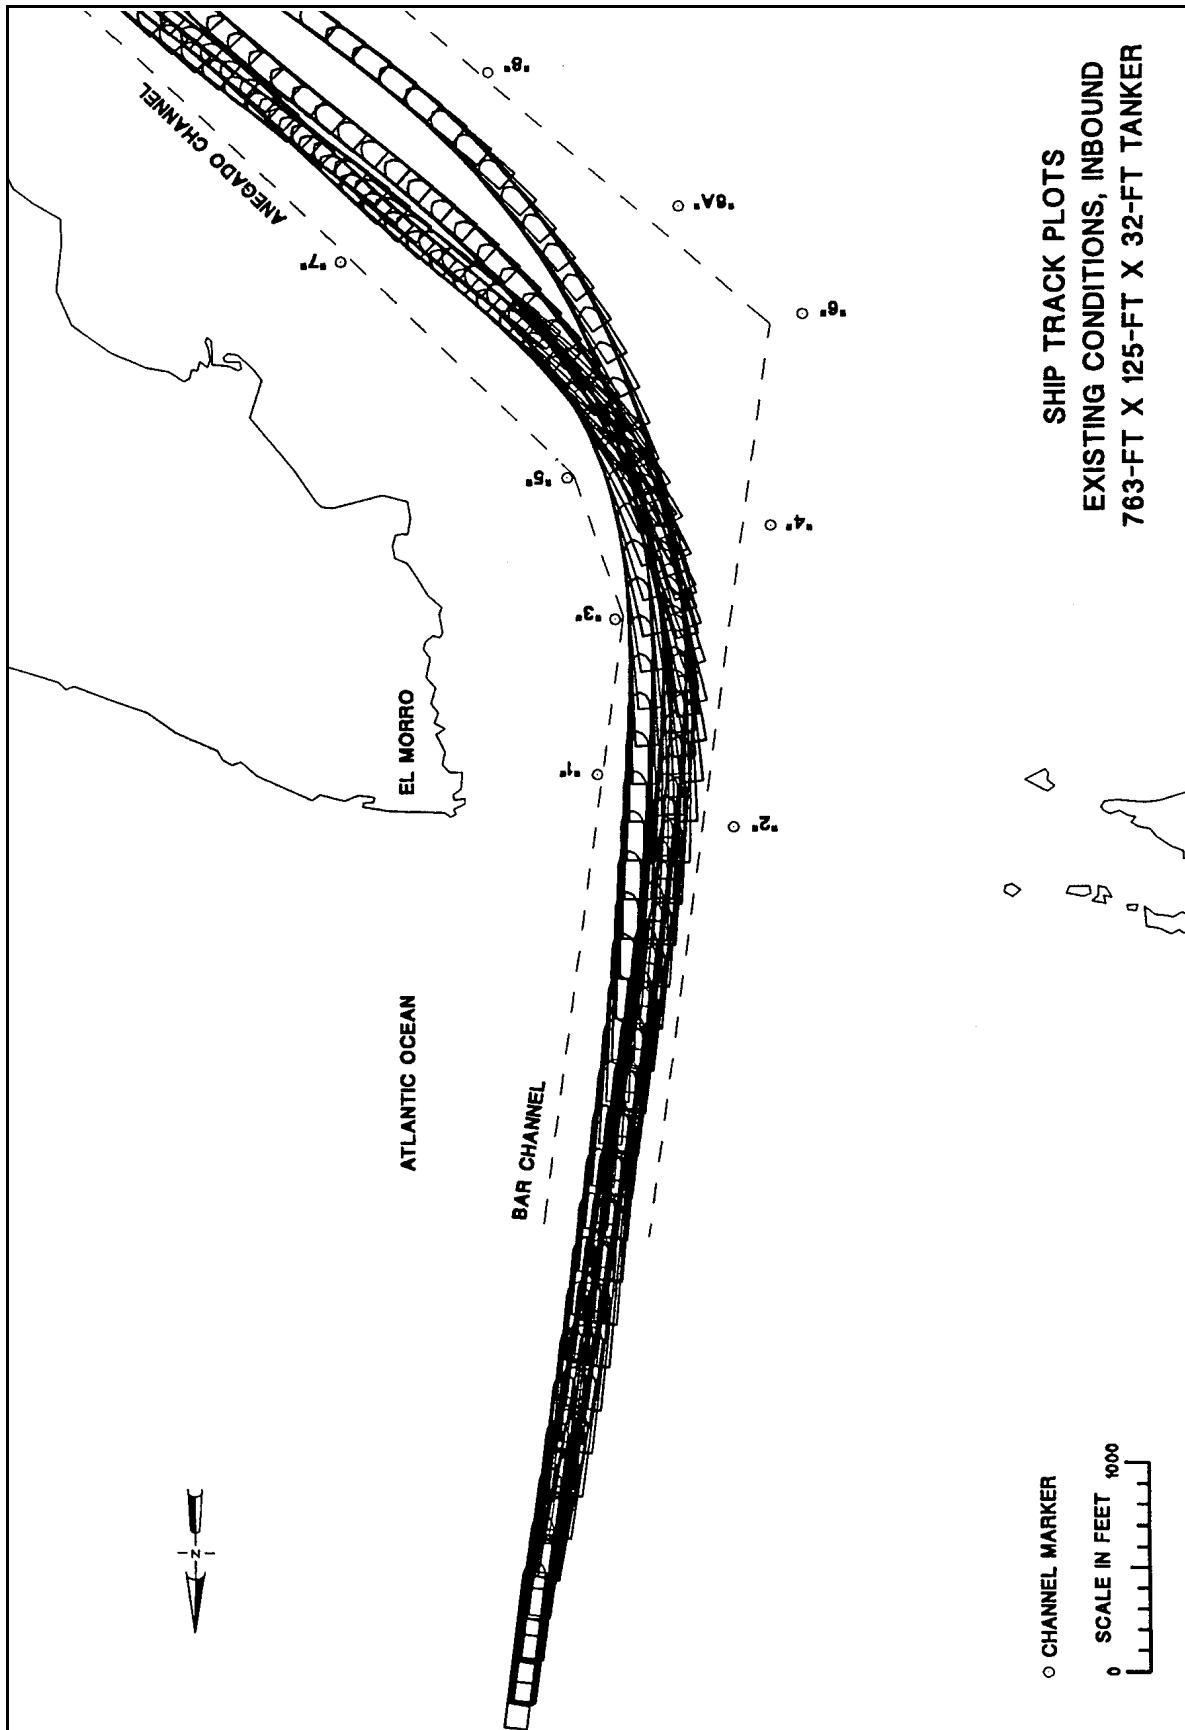 SHIP TRACK PLOTS
EXISTING CONDITIONS, INBOUND
763-FT X 125-FT X 32-FT TANKER
ANEGADO CHANNEL
EL MORRO
ATLANTIC OCEAN
BAR CHANNEL
"8"
"6A"
"7"
"6"
"5"
"4"
"3"
"1"
"2"
N
CHANNEL MARKER
SCALE IN FEET
0 1000